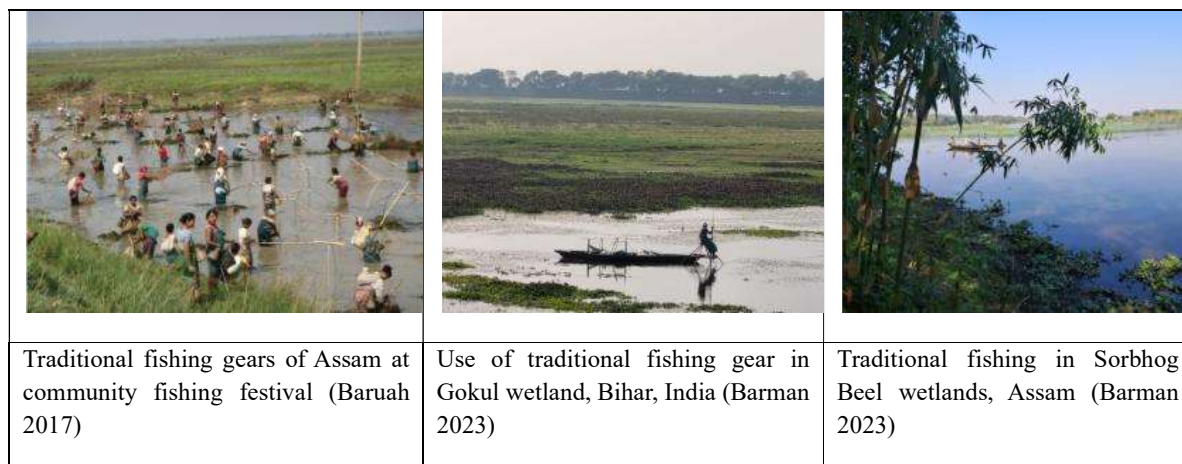 Traditional fishing gears of Assam at
community fishing festival (Baruah
2017)
Use of traditional fishing gear in
Gokul wetland, Bihar, India (Barman
2023)
Traditional fishing in Sorbhog
Beel wetlands, Assam (Barman
2023)